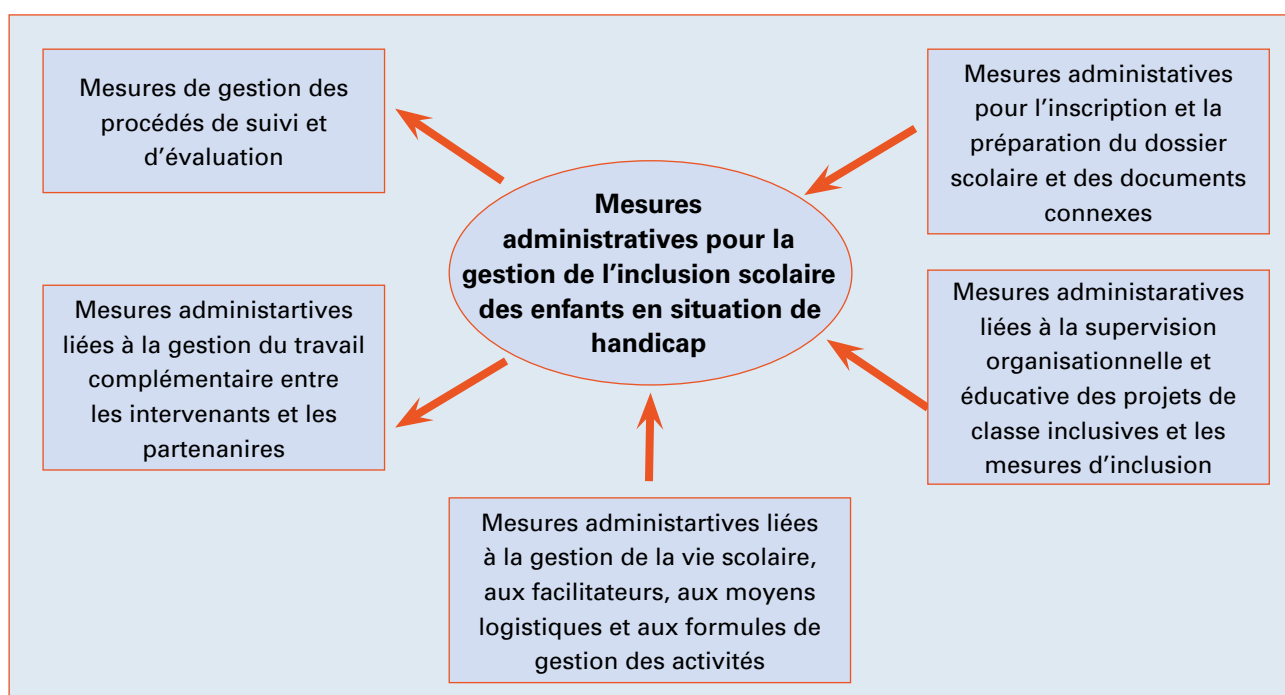 Mesures de gestion des
procédés de suivi et
d’évaluation
Mesures administatives
pour l’inscription et la
préparation du dossier
scolaire et des documents
connexes
Mesures
administratives pour la
gestion de l’inclusion scolaire
des enfants en situation de
handicap
Mesures administartives
liées à la gestion du travail
complémentaire entre
les intervenants et les
partenanires
Mesures administaratives
liées à la supervision
organisationnelle et
éducative des projets de
classe inclusives et les
mesures d’inclusion
Mesures administartives liées
à la gestion de la vie scolaire,
aux facilitateurs, aux moyens
logistiques et aux formules de
gestion des activités